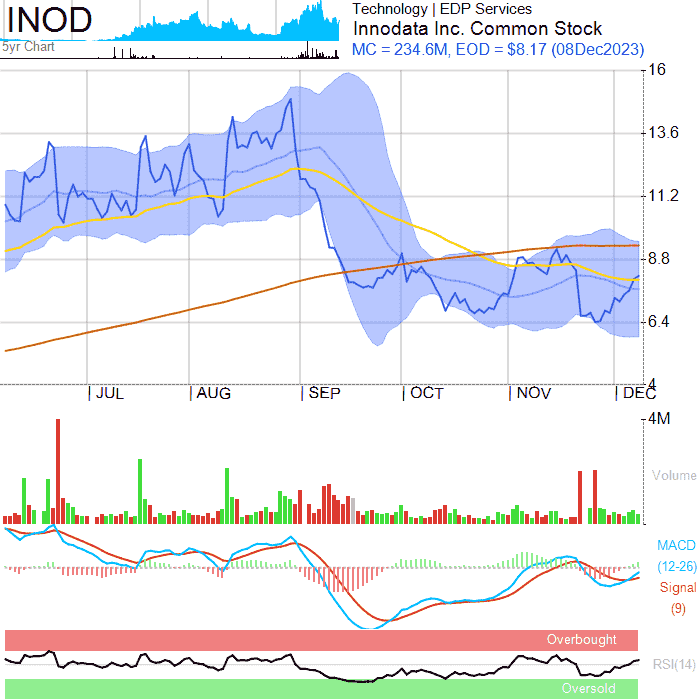 INOD
5yr Chart
Technology | EDP Services
Innodata Inc. Common Stock
MC = 234.6M, EOD = $8.17 (08Dec2023)
16
13.6
11.2
8.8
6.4
4
JUL AUG SEP OCT NOV DEC
4M
Volume
MACD
(12-26)
Signal
(9)
Overbought
RSI(14)
Oversold